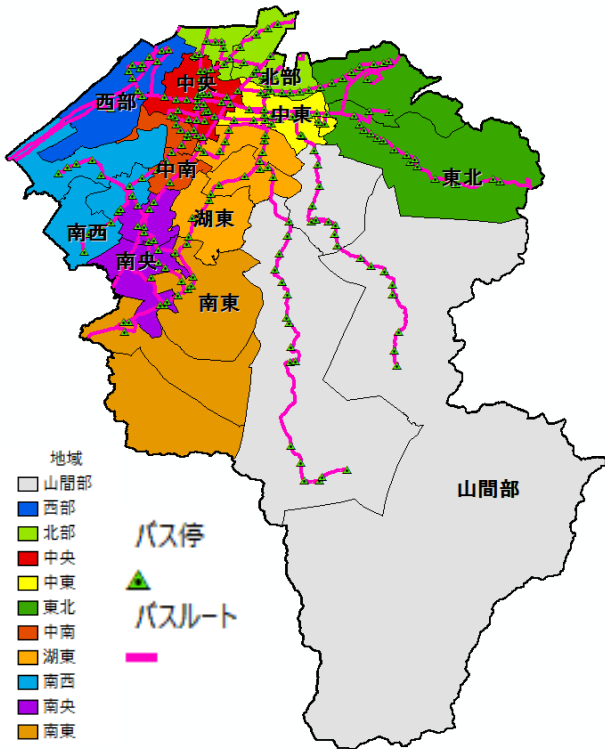 北部
中央
西部
中東
中南
東北
湖東
南西
南央
南東
山間部
地域
山間部
西部
北部
中央
中東
東北
中南
湖東
南西
南央
南東
バス停
バスルート